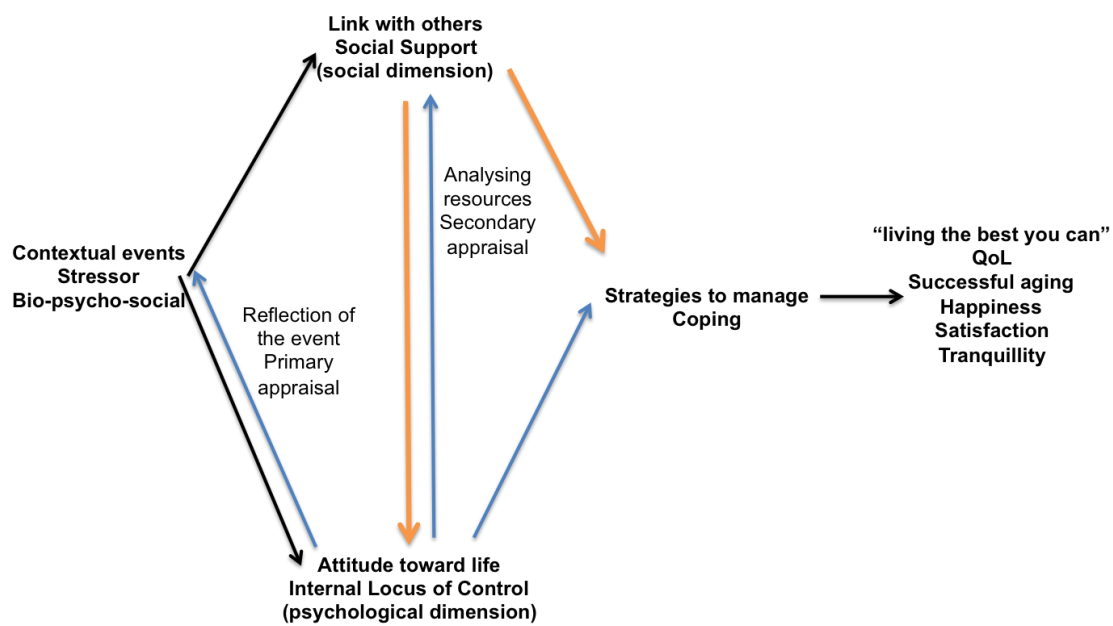 Link with others
Social Support
(social dimension)
Analysing
resources
Secondary
appraisal
Contextual events
Stressor
Bio-psycho-social
Reflection of
the event
Primary
appraisal
Strategies to manage
Coping
“living the best you can”
QoL
Successful aging
Happiness
Satisfaction
Tranquillity
Attitude toward life
Internal Locus of Control
(psychological dimension)